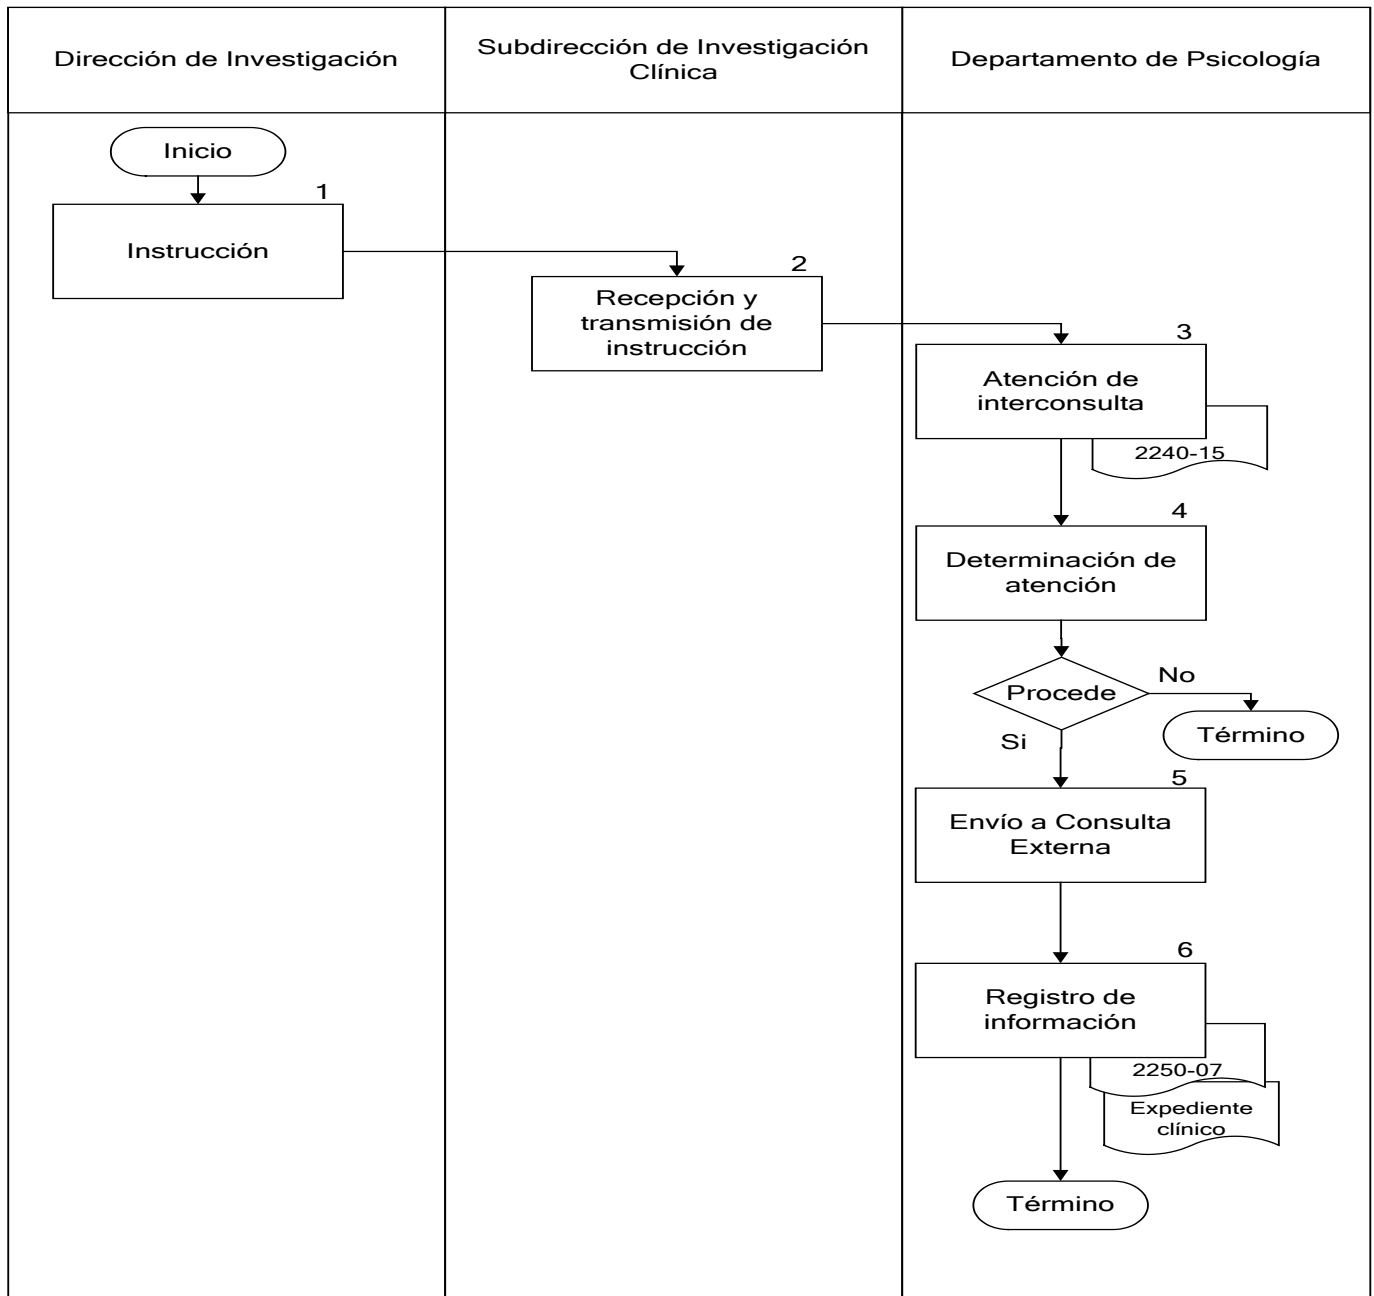 Dirección de Investigación
Subdirección de Investigación
Clínica
Departamento de Psicología
Inicio
1
Instrucción
2
Recepción y
transmisión de
instrucción
3
Atención de
interconsulta
2240-15
4
Determinación de
atención
Procede
No
Término
Si
5
Envío a Consulta
Externa
6
Registro de
información
2250-07
Expediente
clínico
Término